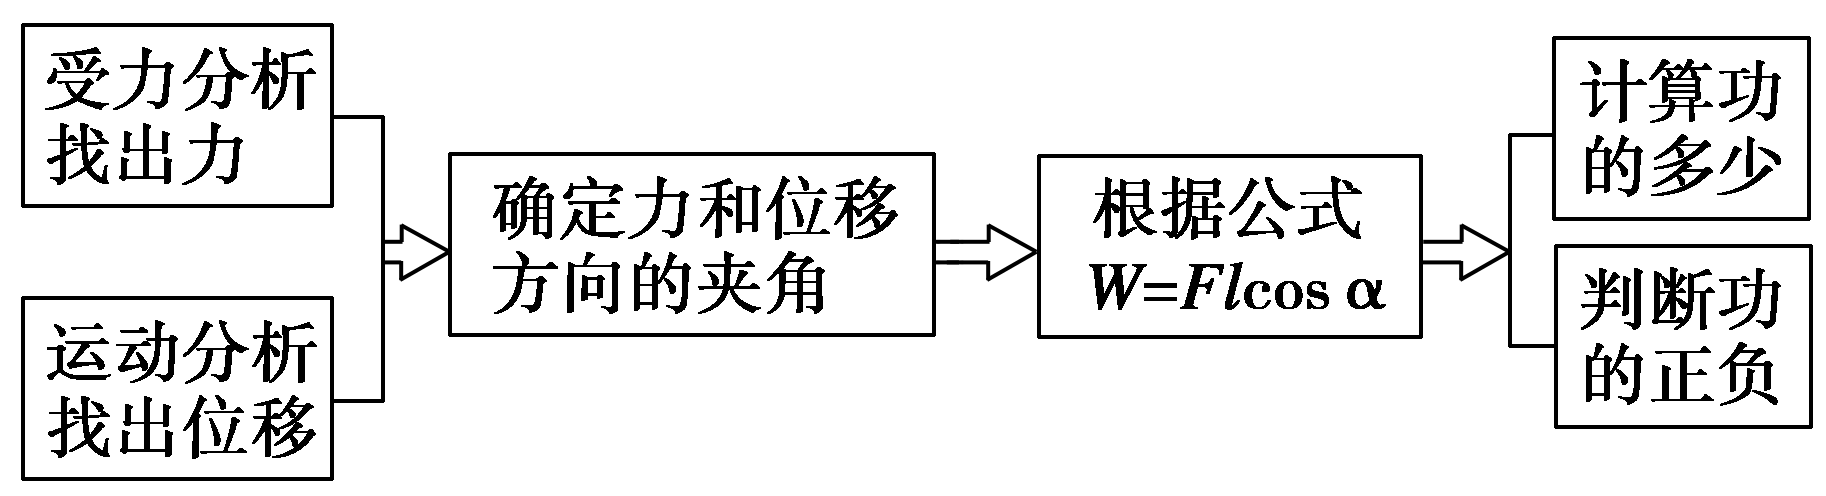 受力分析
找出力
运动分析
找出位移
确定力和位移
方向的夹角
根据公式
W=Flcos α
计算功
的多少
判断功
的正负